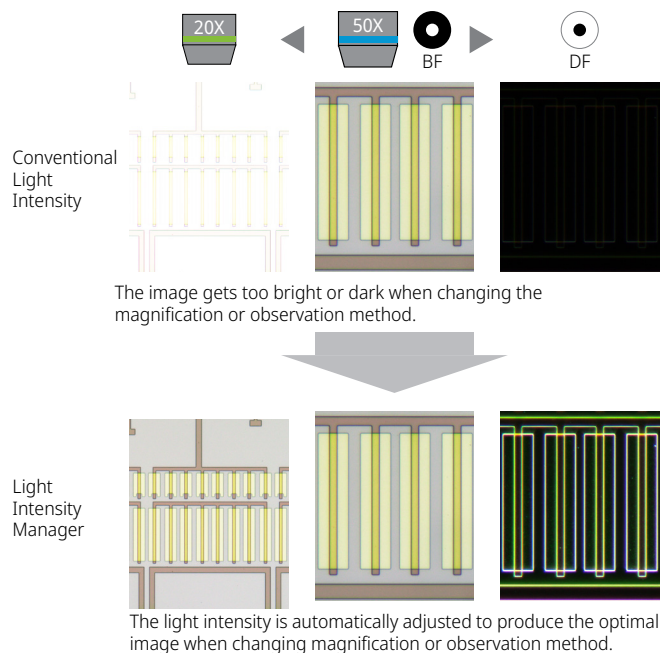 20X
50X
BF
DF
Conventional
Light
Intensity
The image gets too bright or dark when changing the
magnification or observation method.
Light
Intensity
Manager
The light intensity is automatically adjusted to produce the optimal
image when changing magnification or observation method.